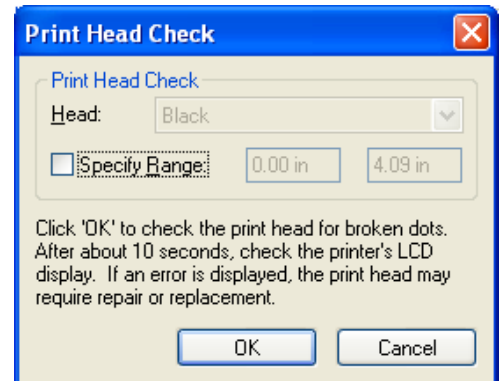 Print Head Check
Print Head Check
Head: Black
Specify Range: 0.00 in 4.09 in
Click 'OK' to check the print head for broken dots.
After about 10 seconds, check the printer's LCD
display. If an error is displayed, the print head may
require repair or replacement.
OK Cancel